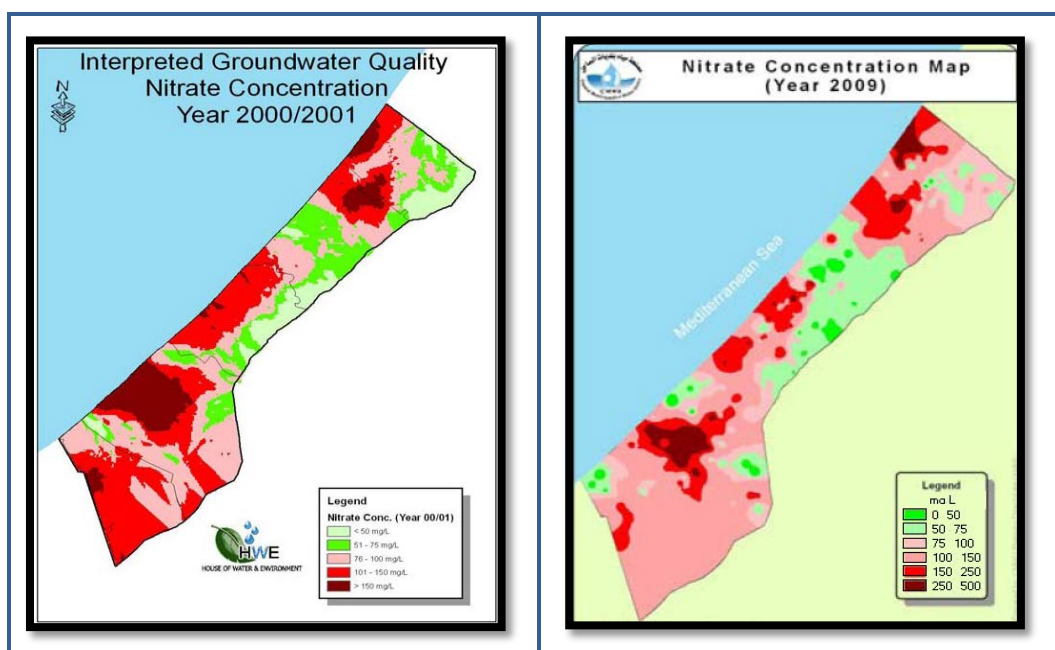 Interpreted Groundwater Quality
Nitrate Concentration
Year 2000/2001
N
Legend
Nitrate Conc. (Year 00/01)
< 50 mg/L
51 - 75 mg/L
76 - 100 mg/L
101 - 150 mg/L
> 150 mg/L
HWE
HOUSE OF WATER & ENVIRONMENT
Nitrate Concentration Map
(Year 2009)
Mediterranean Sea
Legend
ma L
0 50
50 75
75 100
100 150
150 250
250 500